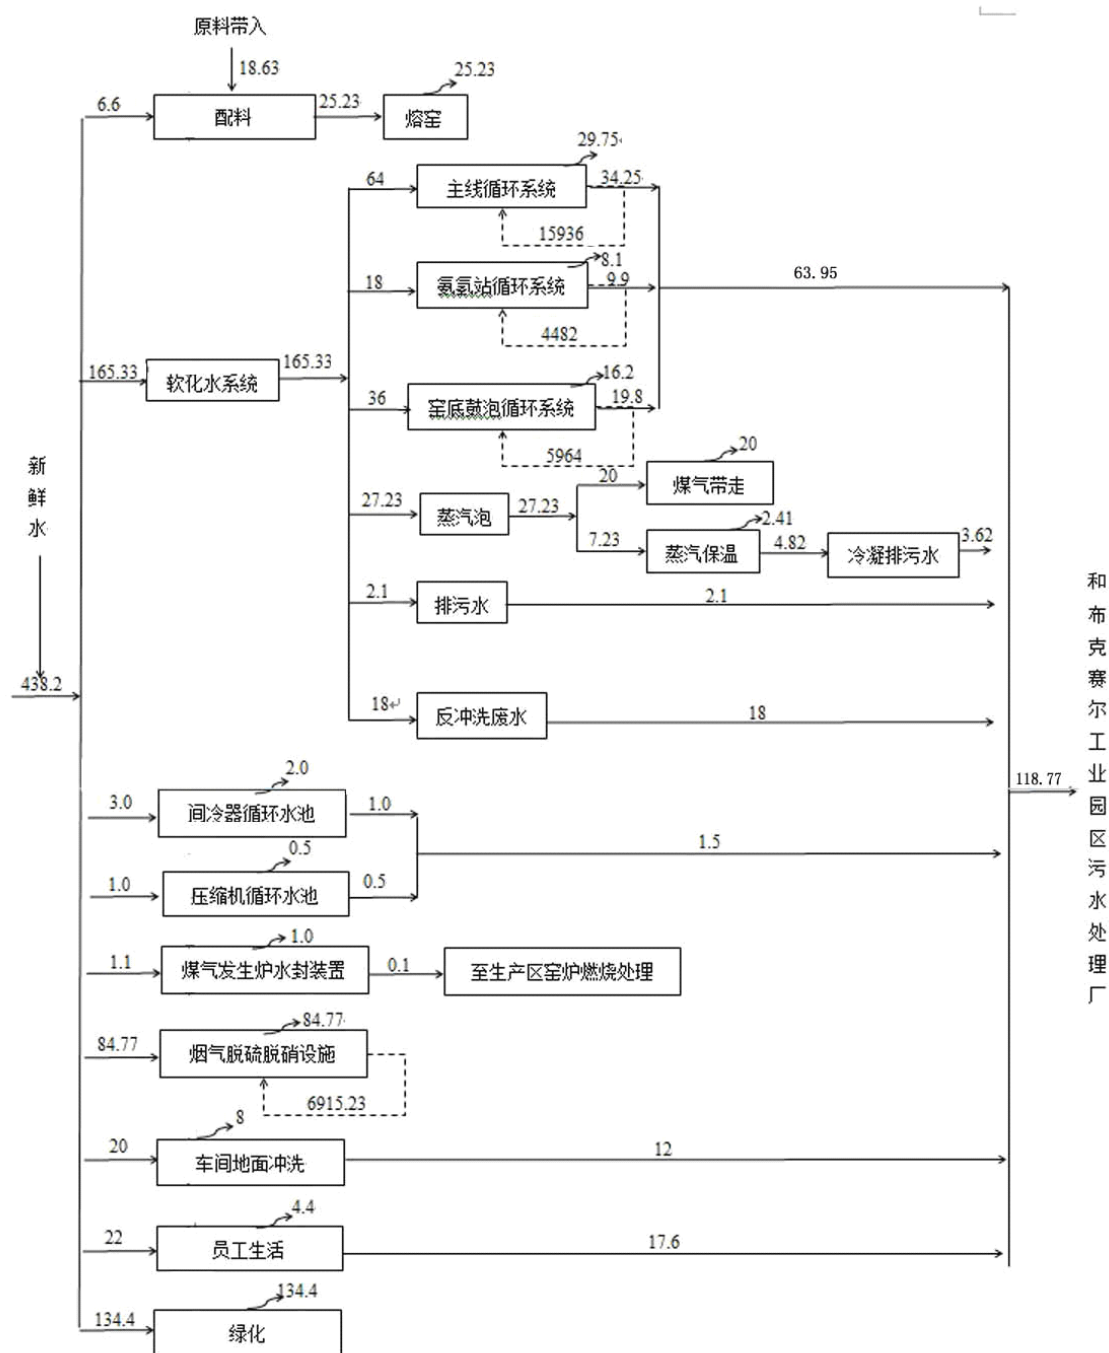 原料带入
18.63
25.23
6.6
配料
25.23
熔窑
29.75
64
主线循环系统
34.25
15936
8.1
18
氨氢站循环系统
9.9
63.95
4482
165.33
软化水系统
165.33
16.2
36
窑底鼓泡循环系统
19.8
5964
20
20
煤气带走
27.23
蒸汽泡
27.23
2.41
7.23
蒸汽保温
4.82
冷凝排污水
3.62
2.1
排污水
2.1
18
反冲洗废水
18
新鲜水
438.2
2.0
3.0
间冷器循环水池
1.0
1.5
0.5
1.0
压缩机循环水池
0.5
1.0
1.1
煤气发生炉水封装置
0.1
至生产区窑炉燃烧处理
84.77
84.77
烟气脱硫脱硝设施
6915.23
8
20
车间地面冲洗
12
4.4
22
员工生活
17.6
134.4
134.4
绿化
118.77
和布克赛尔工业园区污水处理厂